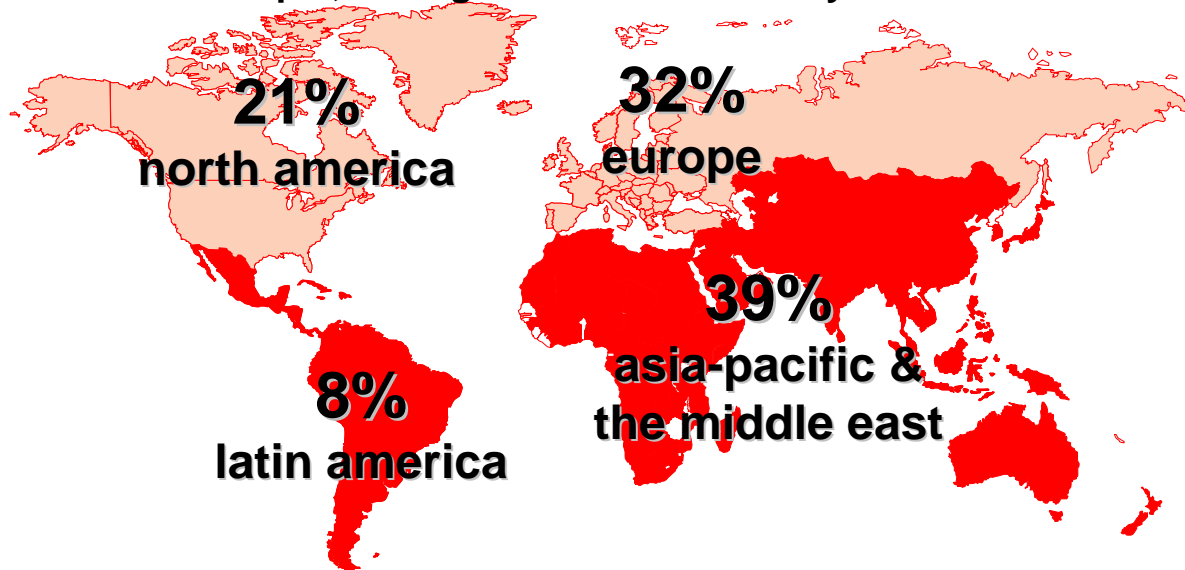 21%
north america
32%
europe
39%
asia-pacific &
the middle east
8%
latin america